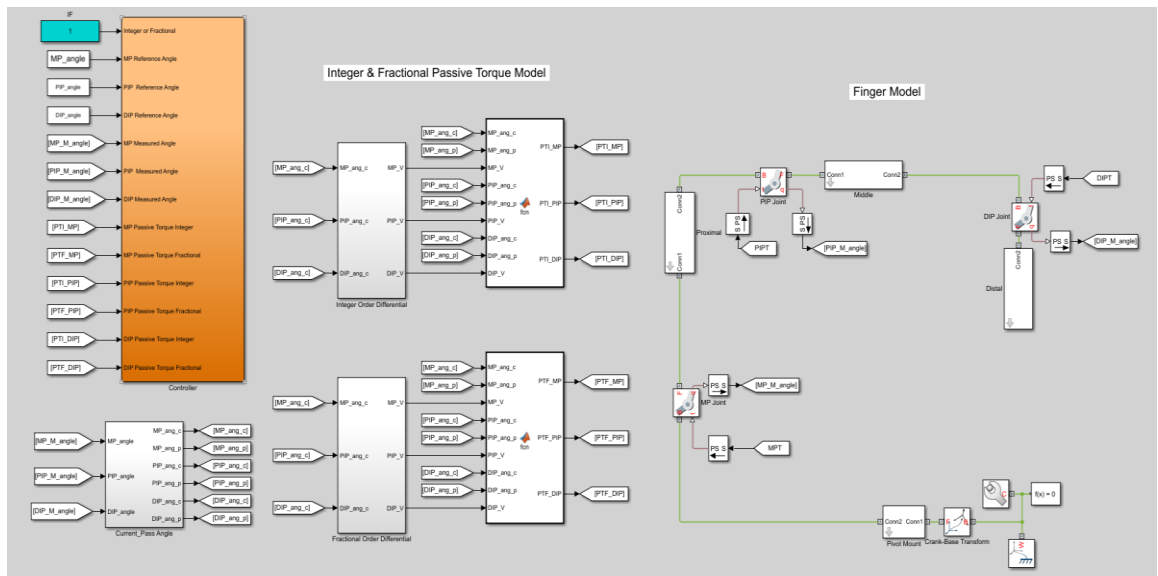 IF
1
Integer or Fractional
MP_angle
MP Reference Angle
PIP_angle
PIP Reference Angle
DIP_angle
DIP Reference Angle
[MP_M_angle]
MP Measured Angle
[PIP_M_angle]
PIP Measured Angle
[DIP_M_angle]
DIP Measured Angle
[PTI_MP]
MP Passive Torque Integer
[PTF_MP]
MP Passive Torque Fractional
[PTI_PIP]
PIP Passive Torque Integer
[PTF_PIP]
PIP Passive Torque Fractional
[PTI_DIP]
DIP Passive Torque Integer
[PTF_DIP]
DIP Passive Torque Fractional
Controller
[MP_M_angle]
MP_angle
[PIP_M_angle]
PIP_angle
[DIP_M_angle]
DIP_angle
MP_ang_c
[MP_ang_c]
MP_ang_p
[MP_ang_p]
PIP_ang_c
[PIP_ang_c]
PIP_ang_p
[PIP_ang_p]
DIP_ang_c
[DIP_ang_c]
DIP_ang_p
[DIP_ang_p]
Current_Pass Angle
Integer & Fractional Passive Torque Model
[MP_ang_c]
MP_ang_c
MP_V
[PIP_ang_c]
PIP_ang_c
PIP_V
[DIP_ang_c]
DIP_ang_c
DIP_V
Integer Order Differential
[MP_ang_c]
MP_ang_c
[MP_ang_p]
MP_ang_p
MP_V
[PIP_ang_c]
PIP_ang_c
[PIP_ang_p]
PIP_ang_p
PIP_V
[DIP_ang_c]
DIP_ang_c
[DIP_ang_p]
DIP_ang_p
DIP_V
fcn
PTI_MP
[PTI_MP]
PTI_PIP
[PTI_PIP]
PTI_DIP
[PTI_DIP]
[MP_ang_c]
MP_ang_c
MP_V
[PIP_ang_c]
PIP_ang_c
PIP_V
[DIP_ang_c]
DIP_ang_c
DIP_V
Fractional Order Differential
[MP_ang_c]
MP_ang_c
[MP_ang_p]
MP_ang_p
MP_V
[PIP_ang_c]
PIP_ang_c
[PIP_ang_p]
PIP_ang_p
PIP_V
[DIP_ang_c]
DIP_ang_c
[DIP_ang_p]
DIP_ang_p
DIP_V
fcn
PTF_MP
[PTF_MP]
PTF_PIP
[PTF_PIP]
PTF_DIP
[PTF_DIP]
Finger Model
Conn2
Proximal
Conn1
B
F
q
PIP Joint
S PS
PIPT
PS S
[PIP_M_angle]
Conn1
Conn2
Middle
PS S
DIPT
B
DIP Joint
q
PS S
[DIP_M_angle]
Conn2
Distal
F
MP Joint
PS S
[MP_M_angle]
PS S
MPT
Conn2
Conn1
Pivot Mount
Crank-Base Transform
C
f(x) = 0
W